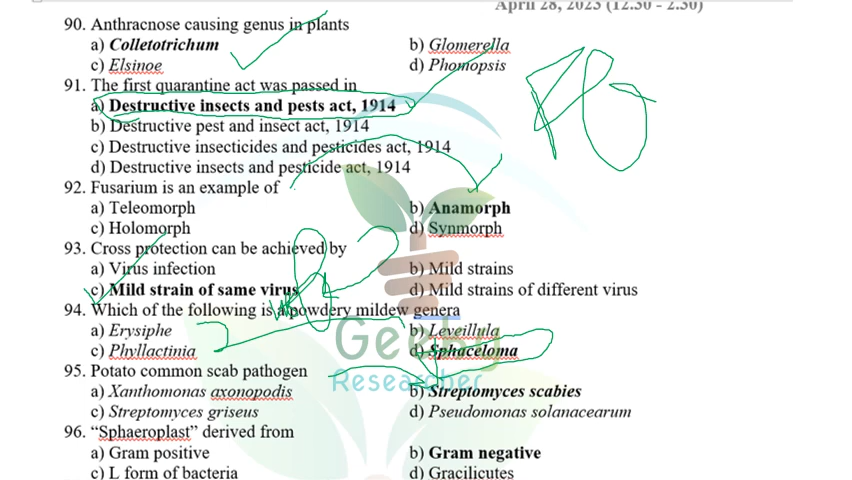 April 28, 2023 (12.30 - 2.30)
90. Anthracnose causing genus in plants
a) Colletotrichum b) Glomerella
c) Elsinoe d) Phomopsis
91. The first quarantine act was passed in
a) Destructive insects and pests act, 1914
b) Destructive pest and insect act, 1914
c) Destructive insecticides and pesticides act, 1914
d) Destructive insects and pesticide act, 1914
92. Fusarium is an example of
a) Teleomorph b) Anamorph
c) Holomorph d) Synmorph
93. Cross protection can be achieved by
a) Virus infection b) Mild strains
c) Mild strain of same virus d) Mild strains of different virus
94. Which of the following is a powdery mildew genera
a) Erysiphe b) Leveillula
c) Phyllactinia d) Sphaceloma
95. Potato common scab pathogen
a) Xanthomonas axonopodis b) Streptomyces scabies
c) Streptomyces griseus d) Pseudomonas solanacearum
96. “Sphaeroplast” derived from
a) Gram positive b) Gram negative
c) L form of bacteria d) Gracilicutes